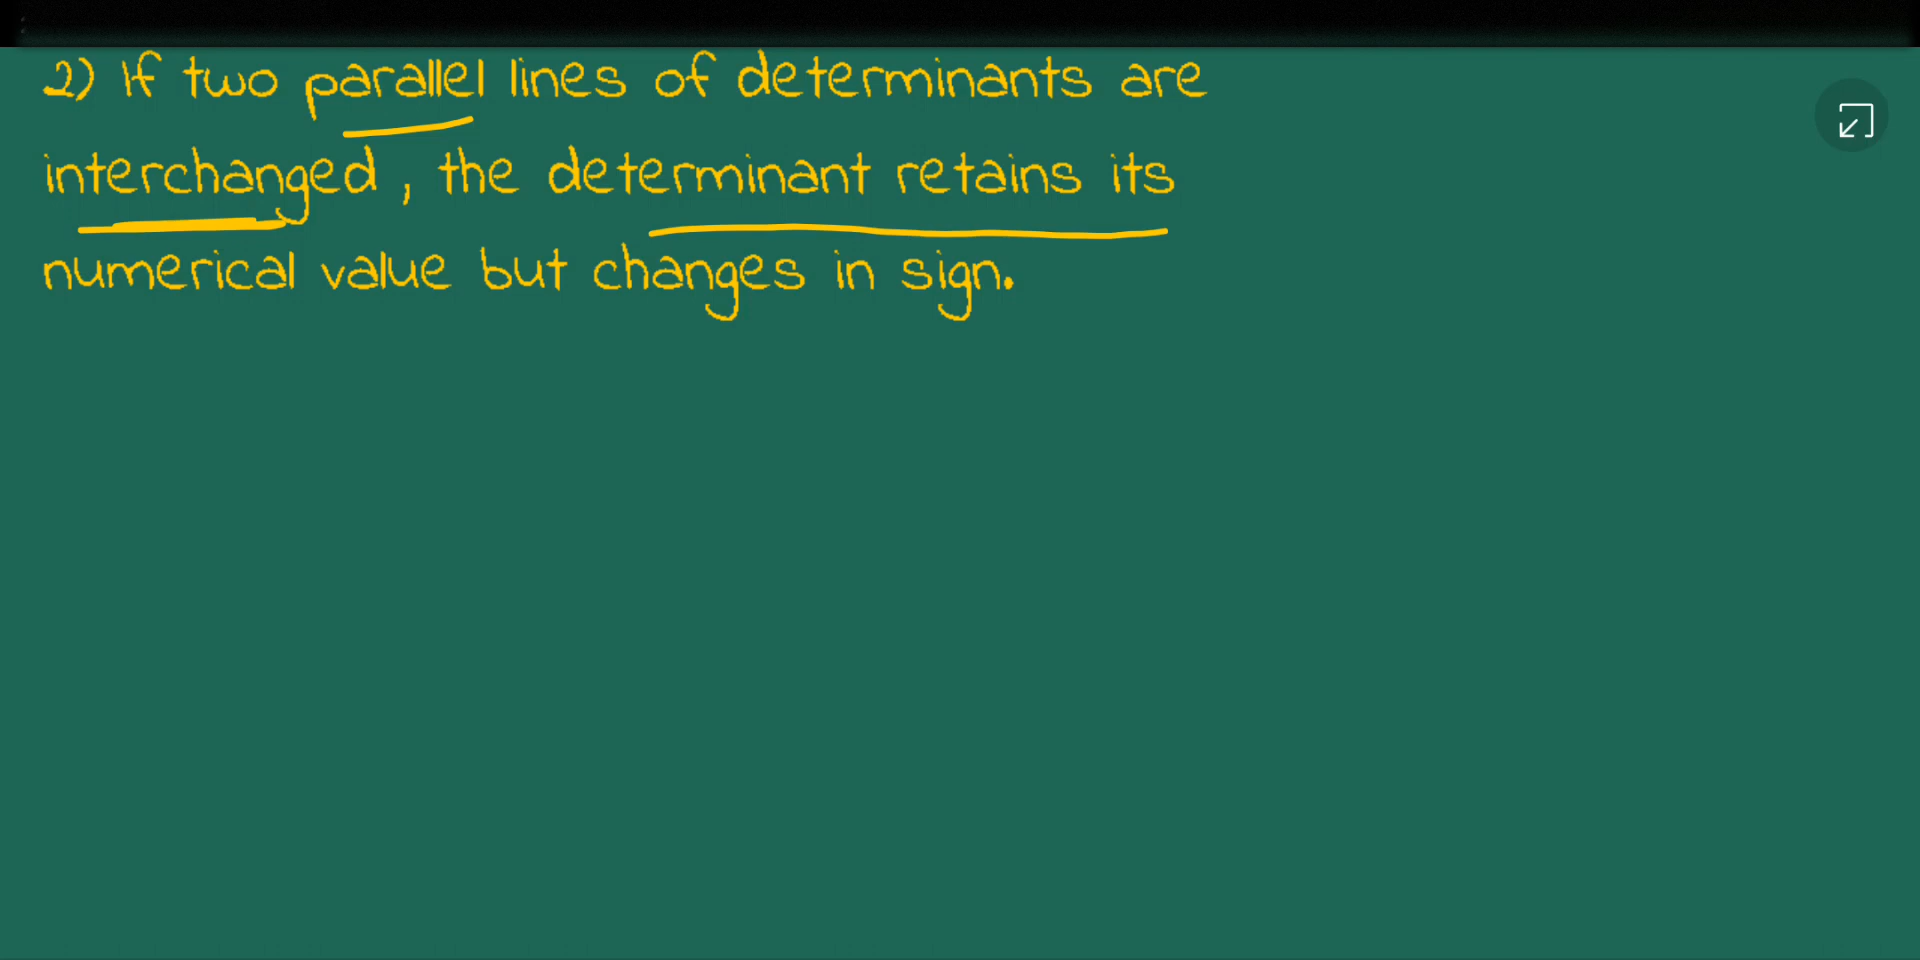 2) If two parallel lines of determinants are
interchanged, the determinant retains its
numerical value but changes in sign.